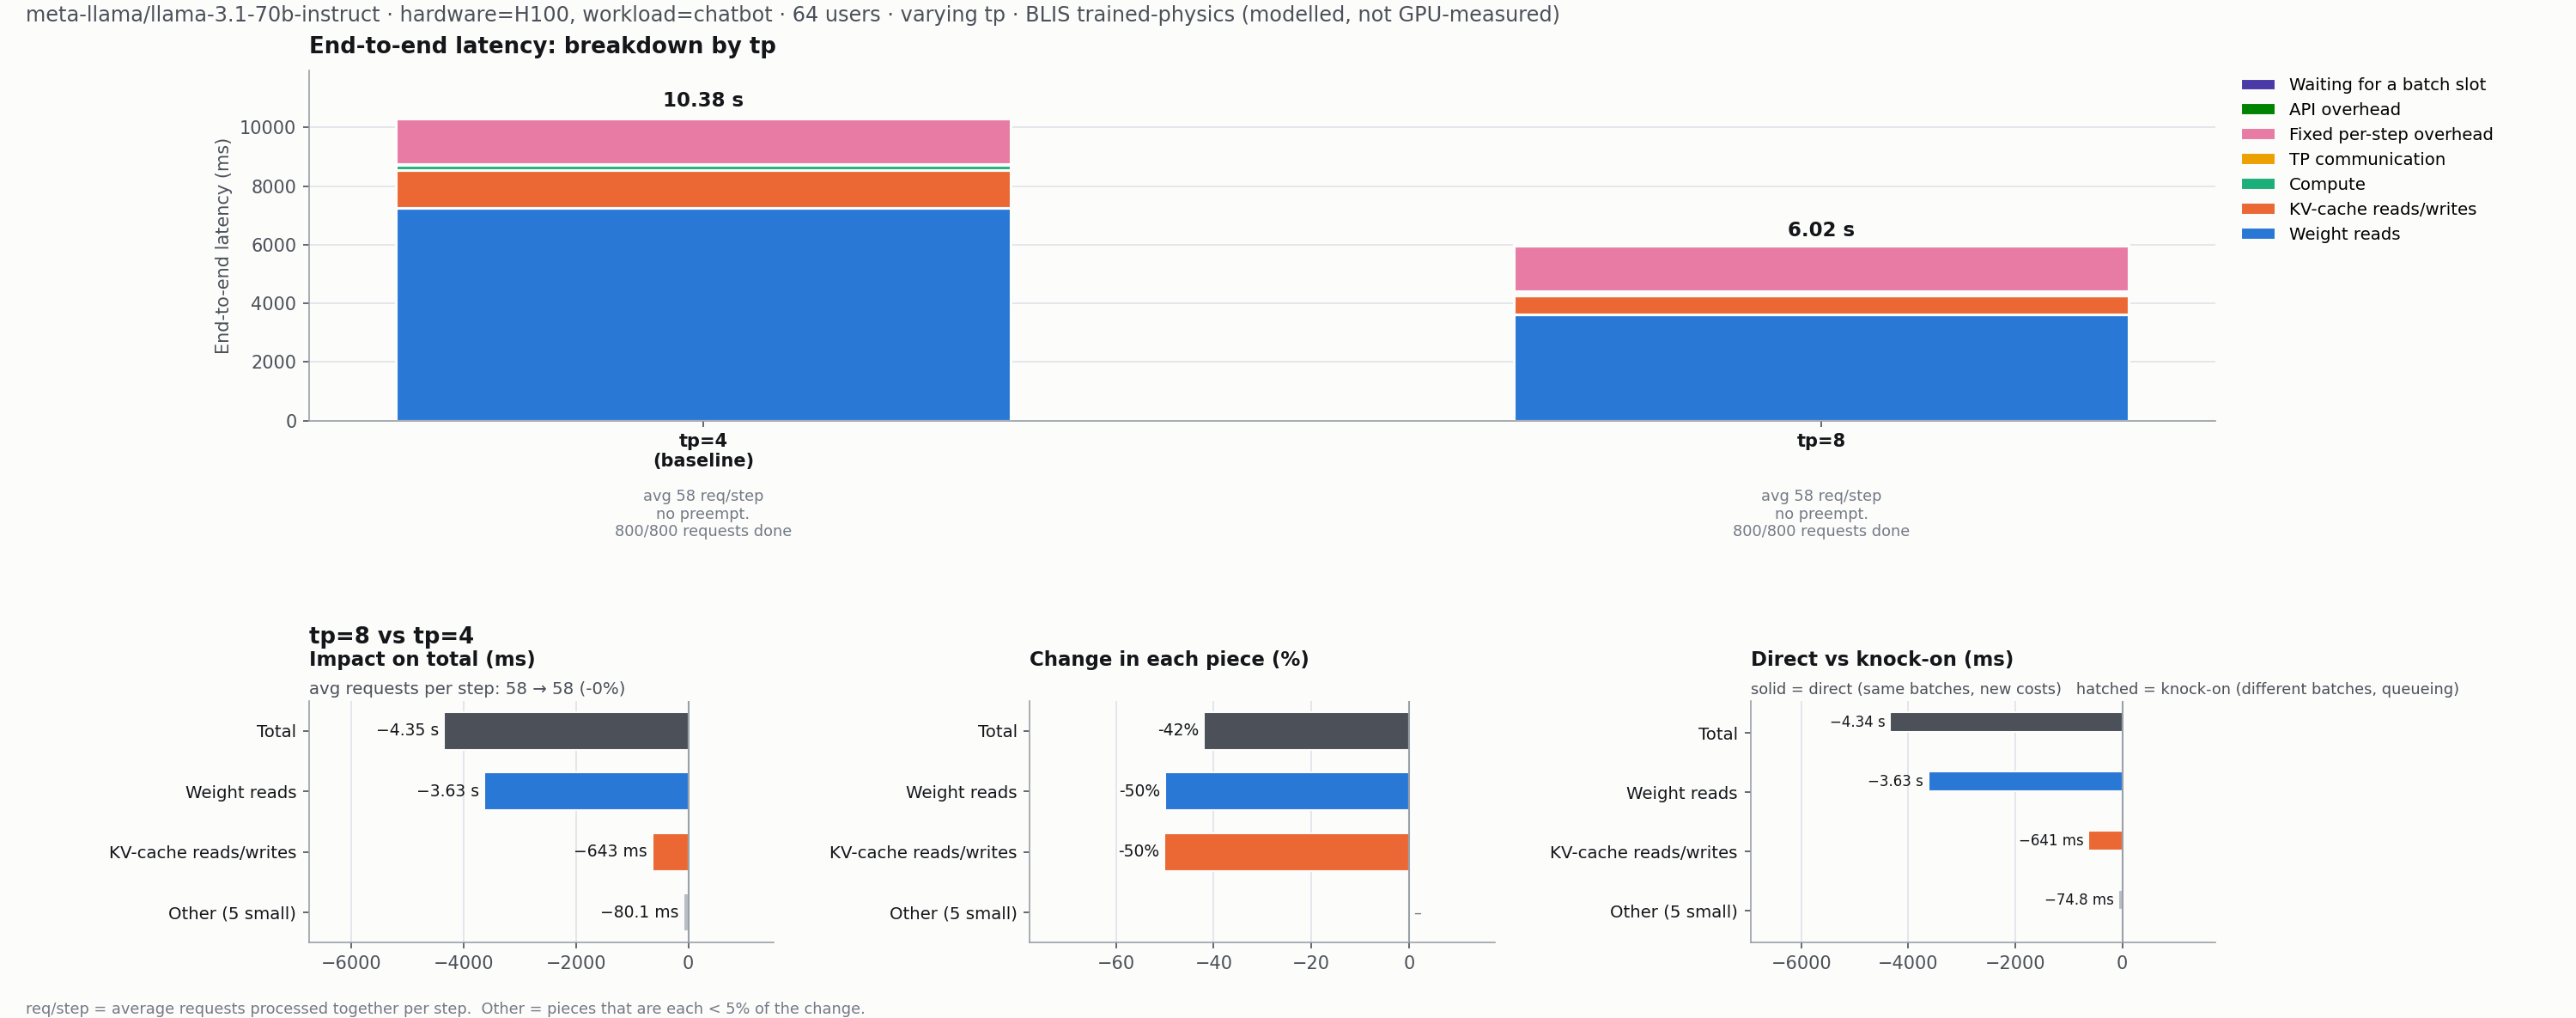 meta-llama/llama-3.1-70b-instruct · hardware=H100, workload=chatbot · 64 users · varying tp · BLIS trained-physics (modelled, not GPU-measured)
End-to-end latency: breakdown by tp
End-to-end latency (ms)
10000
8000
6000
4000
2000
0
10.38 s
6.02 s
Waiting for a batch slot
API overhead
Fixed per-step overhead
TP communication
Compute
KV-cache reads/writes
Weight reads
tp=4
(baseline)
avg 58 req/step
no preempt.
800/800 requests done
tp=8
avg 58 req/step
no preempt.
800/800 requests done
tp=8 vs tp=4
Impact on total (ms)
avg requests per step: 58 → 58 (-0%)
Total
−4.35 s
Weight reads
−3.63 s
KV-cache reads/writes
−643 ms
Other (5 small)
−80.1 ms
−6000 −4000 −2000 0
Change in each piece (%)
Total
-42%
Weight reads
-50%
KV-cache reads/writes
-50%
Other (5 small)
–
−60 −40 −20 0
Direct vs knock-on (ms)
solid = direct (same batches, new costs) hatched = knock-on (different batches, queueing)
Total
−4.34 s
Weight reads
−3.63 s
KV-cache reads/writes
−641 ms
Other (5 small)
−74.8 ms
−6000 −4000 −2000 0
req/step = average requests processed together per step. Other = pieces that are each < 5% of the change.